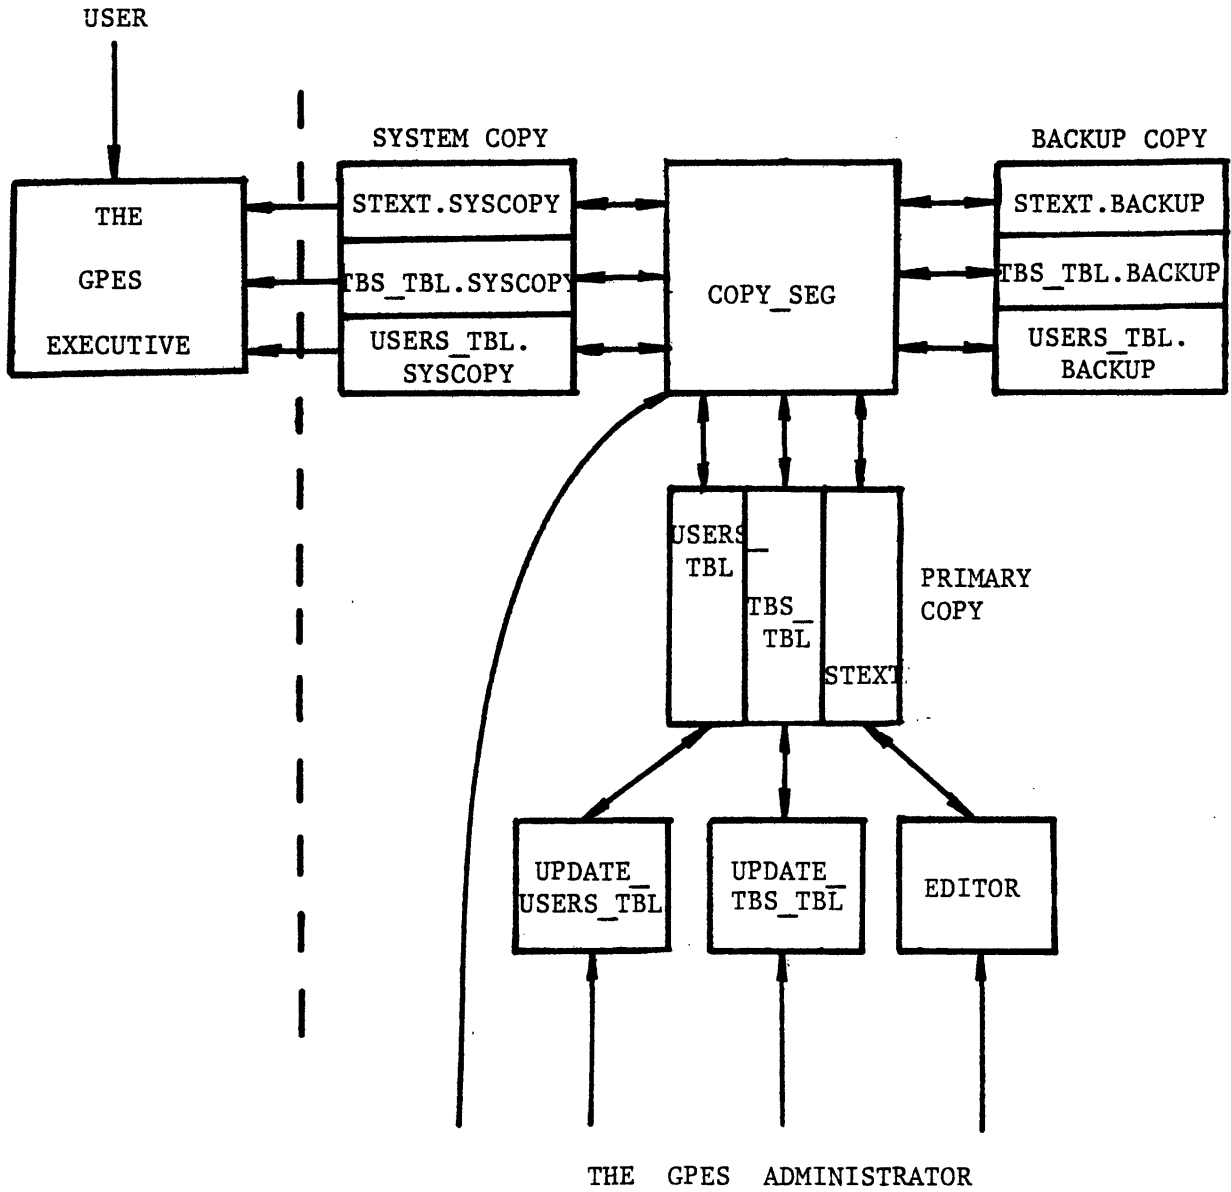 USER
SYSTEM COPY
BACKUP COPY
THE
GPES
EXECUTIVE
STEXT.SYSCOPY
TBS_TBL.SYSCOPY
USERS_TBL.
SYSCOPY
COPY_SEG
STEXT.BACKUP
TBS_TBL.BACKUP
USERS_TBL.
BACKUP
USERS_
TBL
TBS_
TBL
STEXT
PRIMARY
COPY
UPDATE_
USERS_TBL
UPDATE_
TBS_TBL
EDITOR
THE GPES ADMINISTRATOR